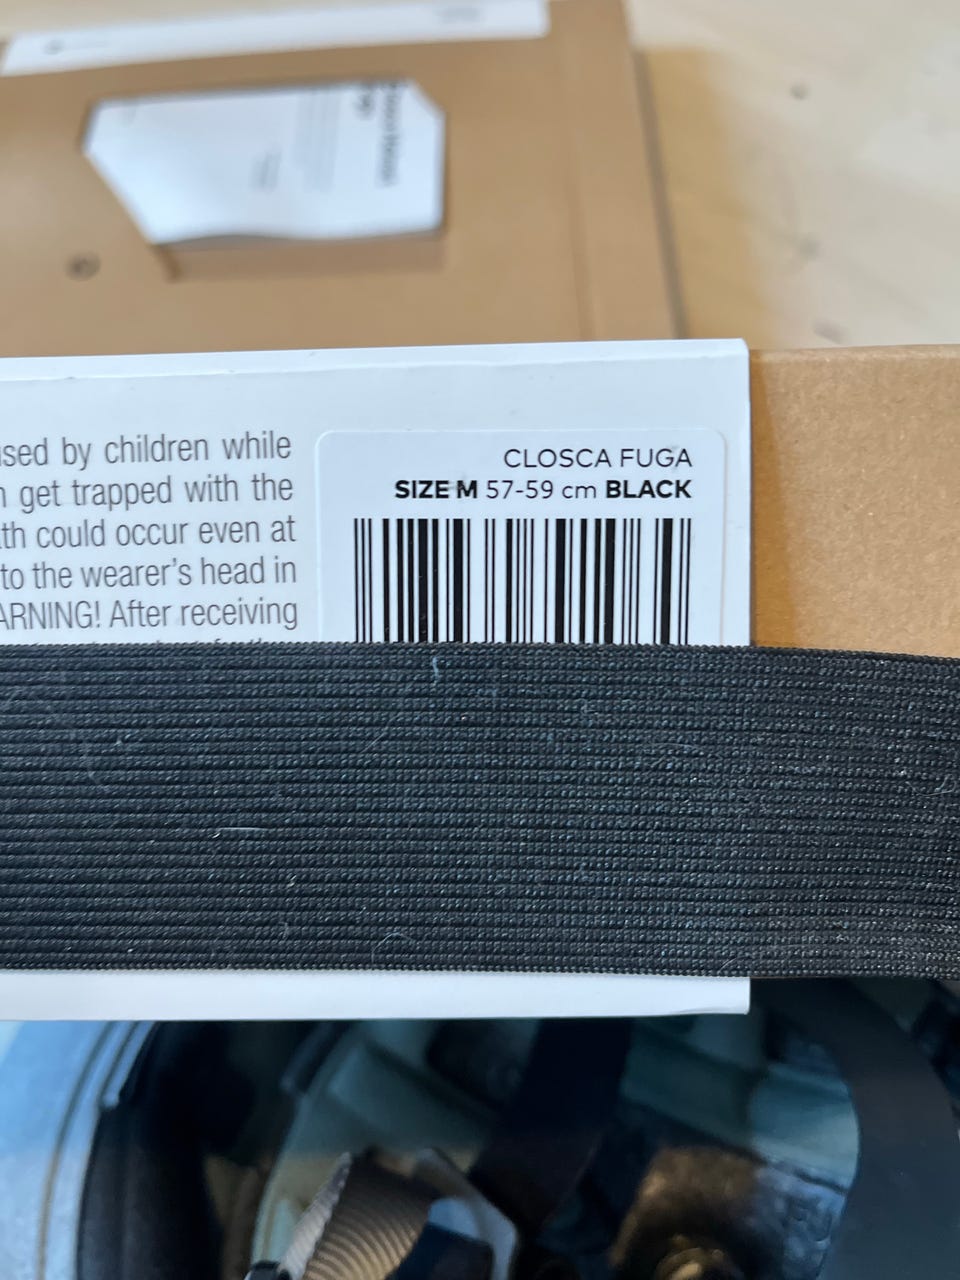 used by children while
get trapped with the
could occur even at
to the wearer's head in
WARNING! After receiving
CLOSCA FUGA
SIZE M 57-59 cm BLACK